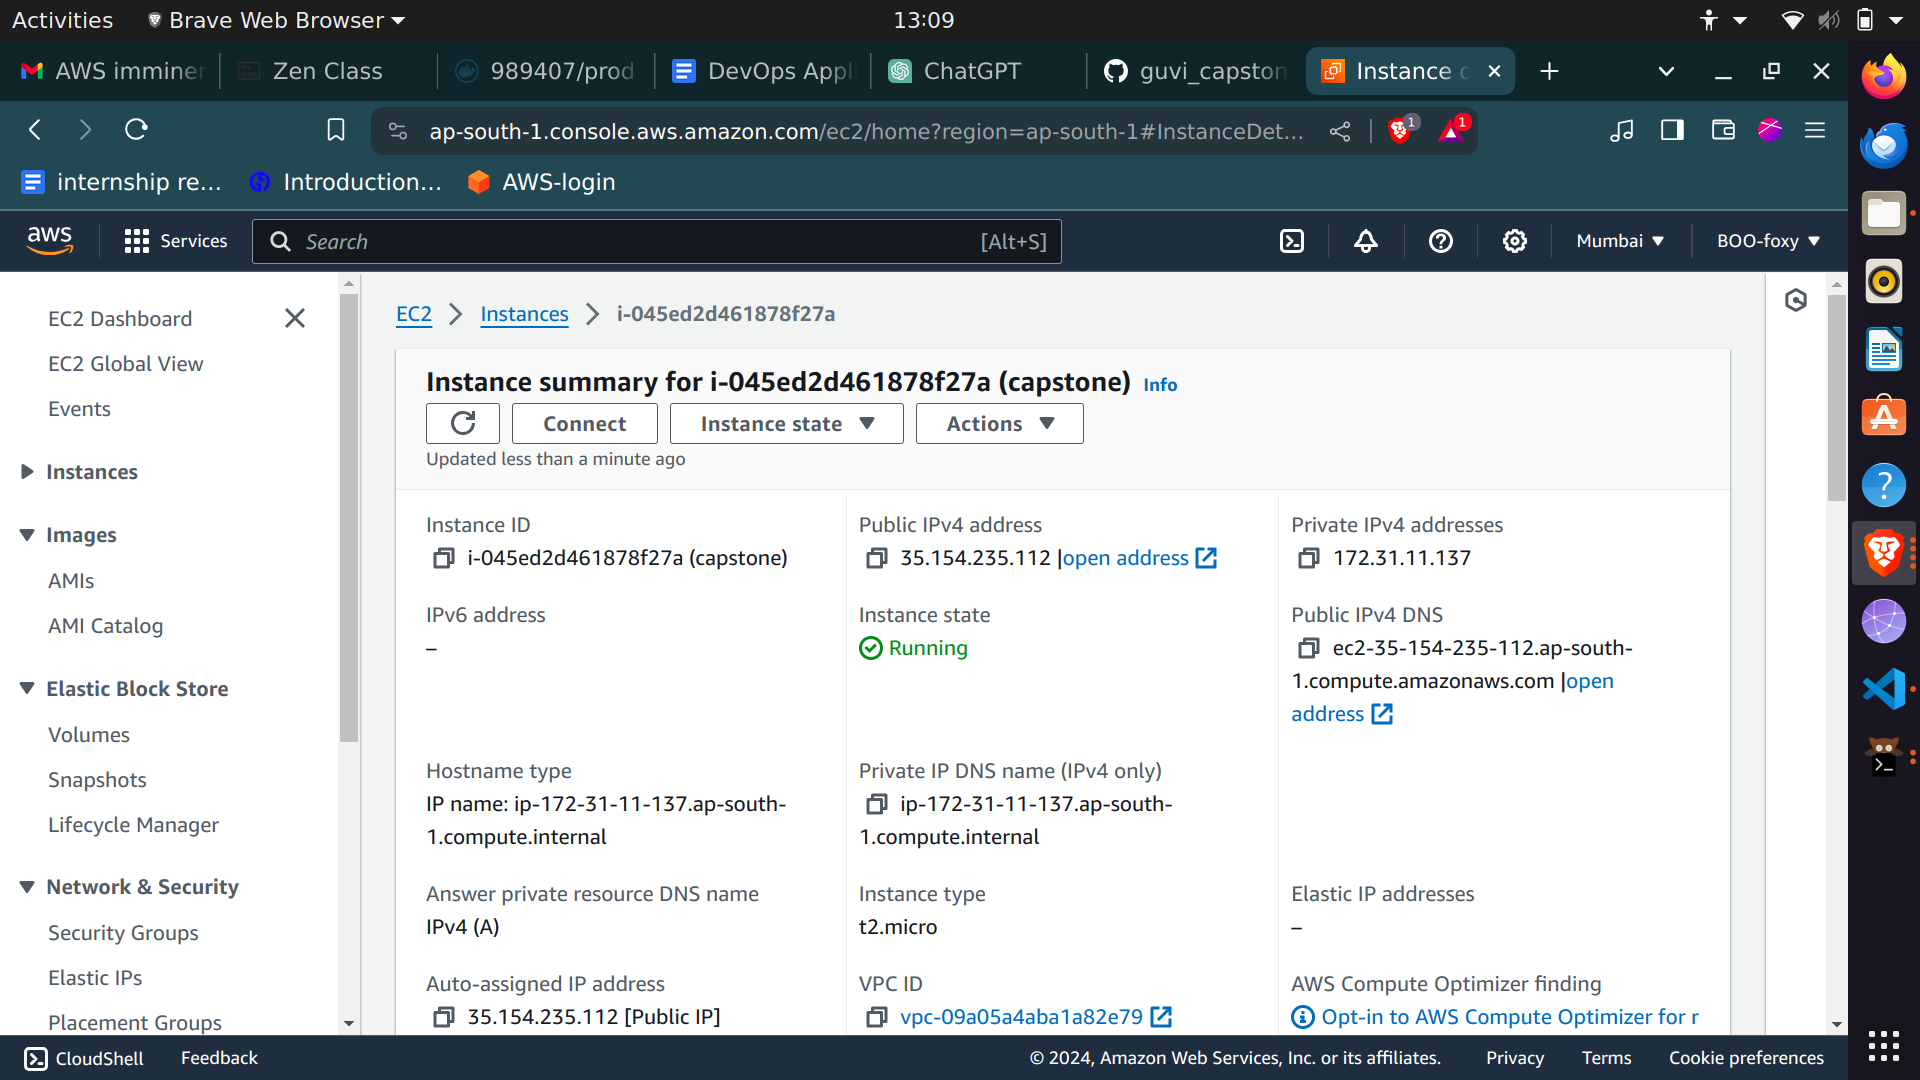 Activities
Brave Web Browser
13:09
AWS imminer
Zen Class
989407/prod
DevOps Appl
ChatGPT
guvi_capston
Instance
ap-south-1.console.aws.amazon.com/ec2/home?region=ap-south-1#InstanceDet...
1
1
internship re...
Introduction...
AWS-login
aws
Services
Search
[Alt+S]
Mumbai
BOO-foxy
EC2 Dashboard
EC2 Global View
Events
Instances
Images
AMIs
AMI Catalog
Elastic Block Store
Volumes
Snapshots
Lifecycle Manager
Network & Security
Security Groups
Elastic IPs
Placement Groups
EC2
Instances
i-045ed2d461878f27a
Instance summary for i-045ed2d461878f27a (capstone)
Info
Connect
Instance state
Actions
Updated less than a minute ago
Instance ID
i-045ed2d461878f27a (capstone)
Public IPv4 address
35.154.235.112 |open address
Private IPv4 addresses
172.31.11.137
IPv6 address
–
Instance state
Running
Public IPv4 DNS
ec2-35-154-235-112.ap-south-
1.compute.amazonaws.com |open
address
Hostname type
IP name: ip-172-31-11-137.ap-south-
1.compute.internal
Private IP DNS name (IPv4 only)
ip-172-31-11-137.ap-south-
1.compute.internal
Answer private resource DNS name
IPv4 (A)
Instance type
t2.micro
Elastic IP addresses
–
Auto-assigned IP address
35.154.235.112 [Public IP]
VPC ID
vpc-09a05a4aba1a82e79
AWS Compute Optimizer finding
Opt-in to AWS Compute Optimizer for r
CloudShell
Feedback
© 2024, Amazon Web Services, Inc. or its affiliates.
Privacy
Terms
Cookie preferences